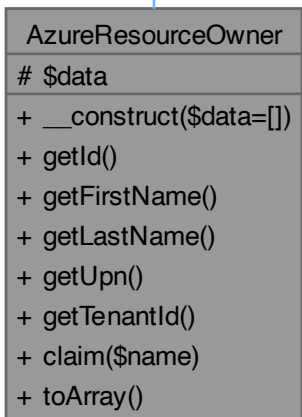 AzureResourceOwner
# $data
+ __construct($data=[])
+ getId()
+ getFirstName()
+ getLastName()
+ getUpn()
+ getTenantId()
+ claim($name)
+ toArray()